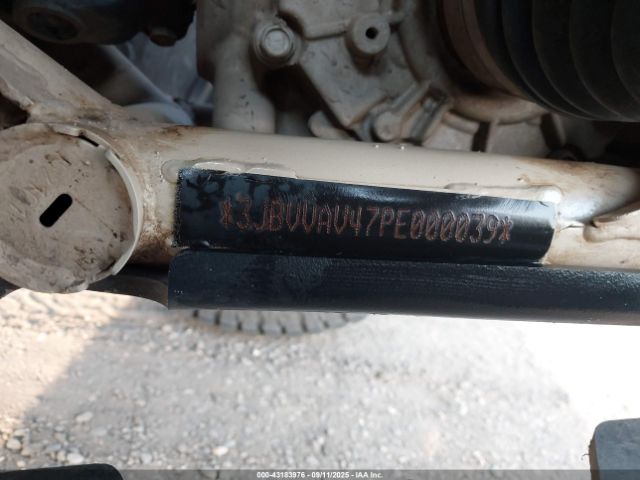 *3JBVVAV47PE000039*
000-43183976 - 09/11/2025 - IAA Inc.